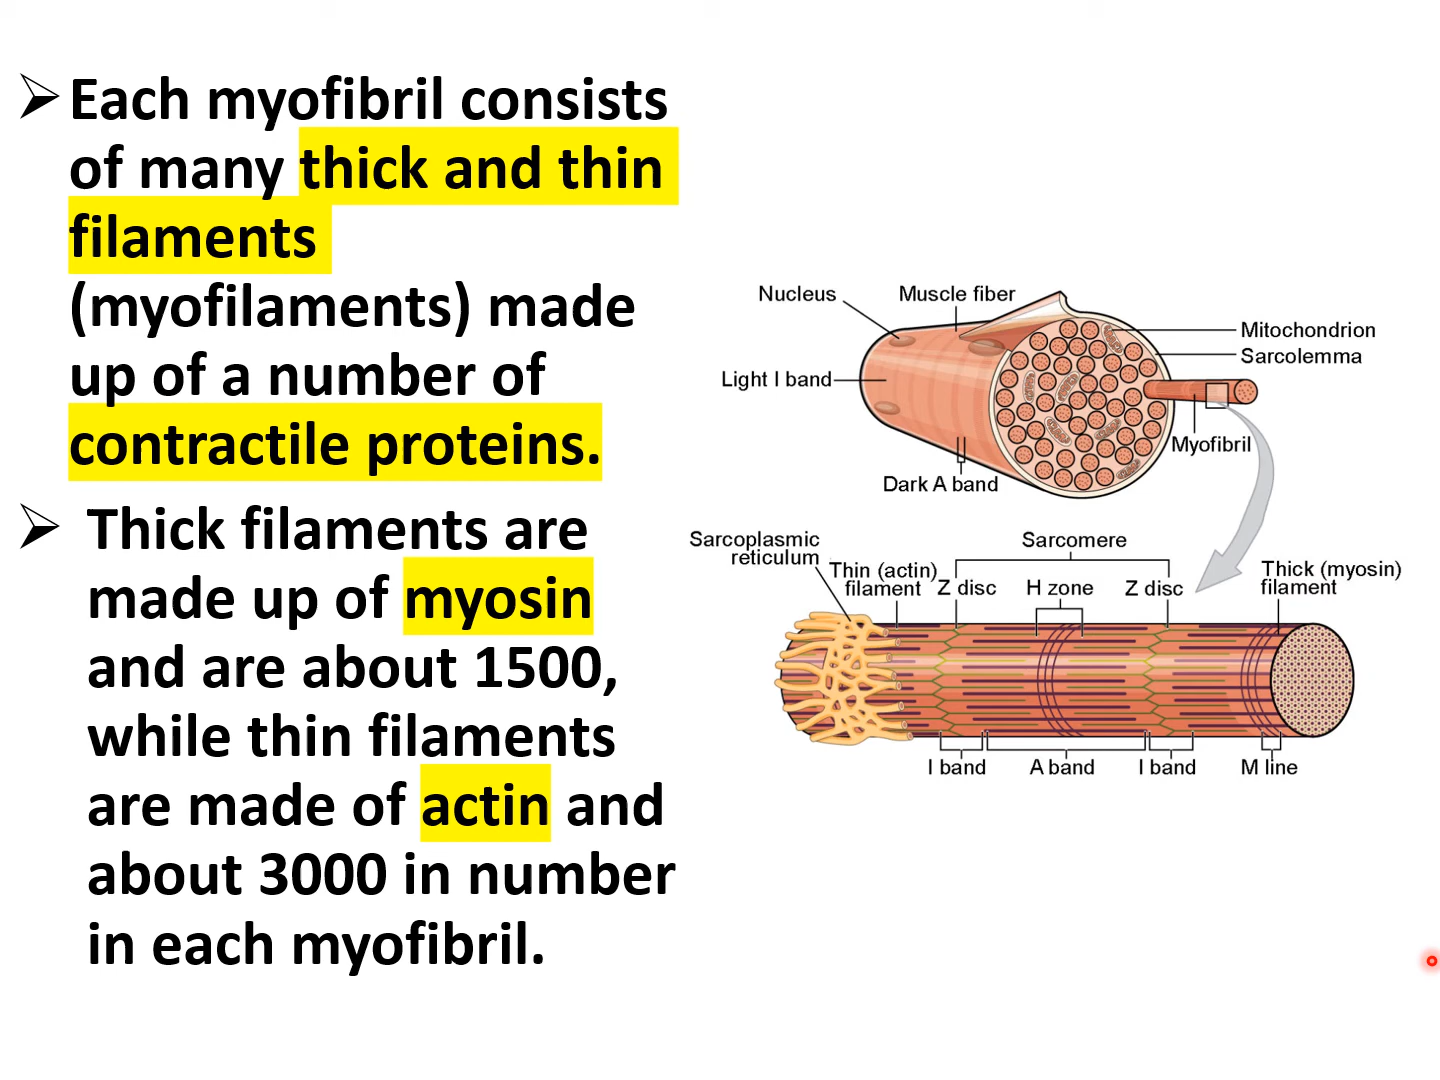 Each myofibril consists
of many thick and thin
filaments
(myofilaments) made
up of a number of
contractile proteins.
Thick filaments are
made up of myosin
and are about 1500,
while thin filaments
are made of actin and
about 3000 in number
in each myofibril.
Nucleus
Muscle fiber
Mitochondrion
Sarcolemma
Light I band
Myofibril
Dark A band
Sarcoplasmic
reticulum
Sarcomere
Thin (actin)
filament
Z disc
H zone
Z disc
Thick (myosin)
filament
I band
A band
I band
M line